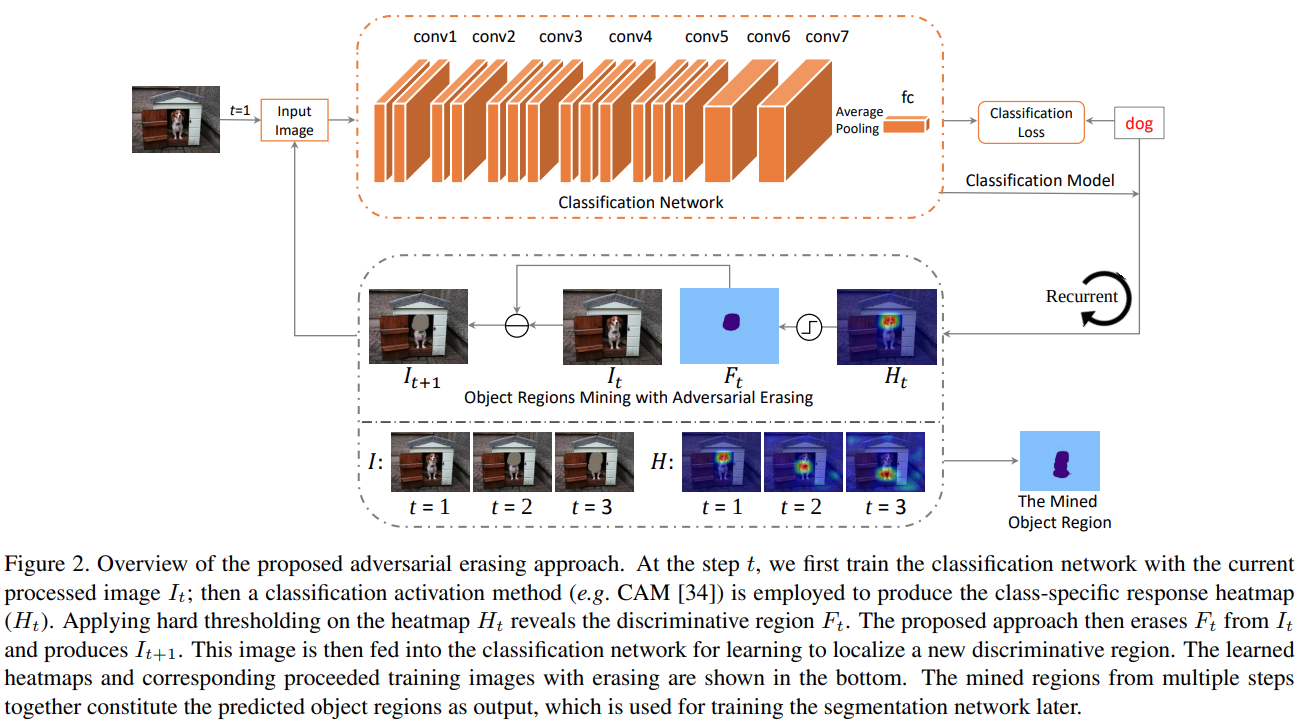 conv1 conv2 conv3 conv4 conv5 conv6 conv7
t=1
Input
Image
Average
Pooling
fc
Classification
Loss
dog
Classification Network
Classification Model
Recurrent
I_{t+1}
I_t
F_t
H_t
Object Regions Mining with Adversarial Erasing
I:
t = 1 t = 2 t = 3
H:
t = 1 t = 2 t = 3
The Mined
Object Region
Figure 2. Overview of the proposed adversarial erasing approach. At the step t, we first train the classification network with the current
processed image I_t; then a classification activation method (e.g. CAM [34]) is employed to produce the class-specific response heatmap
(H_t). Applying hard thresholding on the heatmap H_t reveals the discriminative region F_t. The proposed approach then erases F_t from I_t
and produces I_{t+1}. This image is then fed into the classification network for learning to localize a new discriminative region. The learned
heatmaps and corresponding proceeded training images with erasing are shown in the bottom. The mined regions from multiple steps
together constitute the predicted object regions as output, which is used for training the segmentation network later.